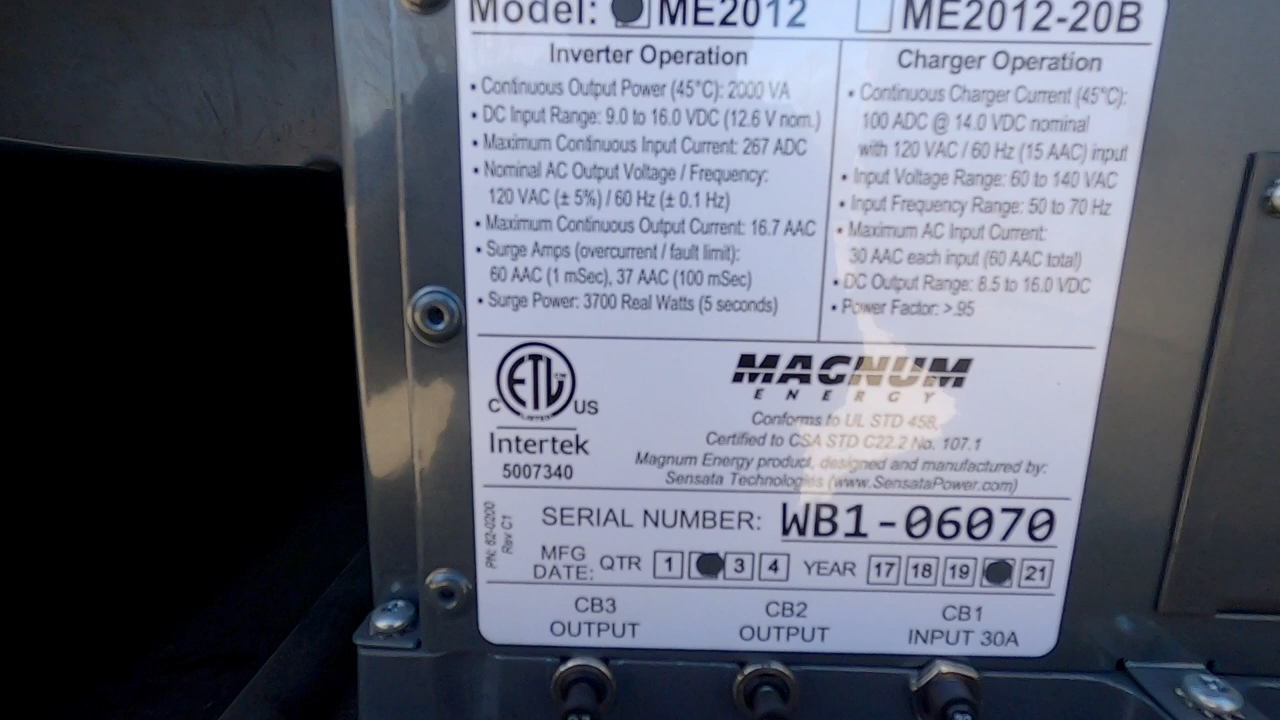 Model: ME2012 ME2012-20B
Inverter Operation
• Continuous Output Power (45°C): 2000 VA
• DC Input Range: 9.0 to 16.0 VDC (12.6 V nom.)
• Maximum Continuous Input Current: 267 ADC
• Nominal AC Output Voltage / Frequency:
120 VAC (± 5%) / 60 Hz (± 0.1 Hz)
• Maximum Continuous Output Current: 16.7 AAC
• Surge Amps (overcurrent / fault limit):
60 AAC (1 mSec), 37 AAC (100 mSec)
• Surge Power: 3700 Real Watts (5 seconds)
Charger Operation
• Continuous Charger Current (45°C):
100 ADC @ 14.0 VDC nominal
with 120 VAC / 60 Hz (15 AAC) input
• Input Voltage Range: 60 to 140 VAC
• Input Frequency Range: 50 to 70 Hz
• Maximum AC Input Current:
30 AAC each input (60 AAC total)
• DC Output Range: 8.5 to 16.0 VDC
• Power Factor: >.95
ETL
C US
Intertek
5007340
MAGNUM
ENERGY
Conforms to UL STD 458,
Certified to CSA STD C22.2 No. 107.1
Magnum Energy product, designed and manufactured by:
Sensata Technologies (www.SensataPower.com)
PN: 62-0200
Rev C1
SERIAL NUMBER: WB1-06070
MFG DATE: QTR 1 3 4 YEAR 17 18 19 21
CB3
OUTPUT
CB2
OUTPUT
CB1
INPUT 30A